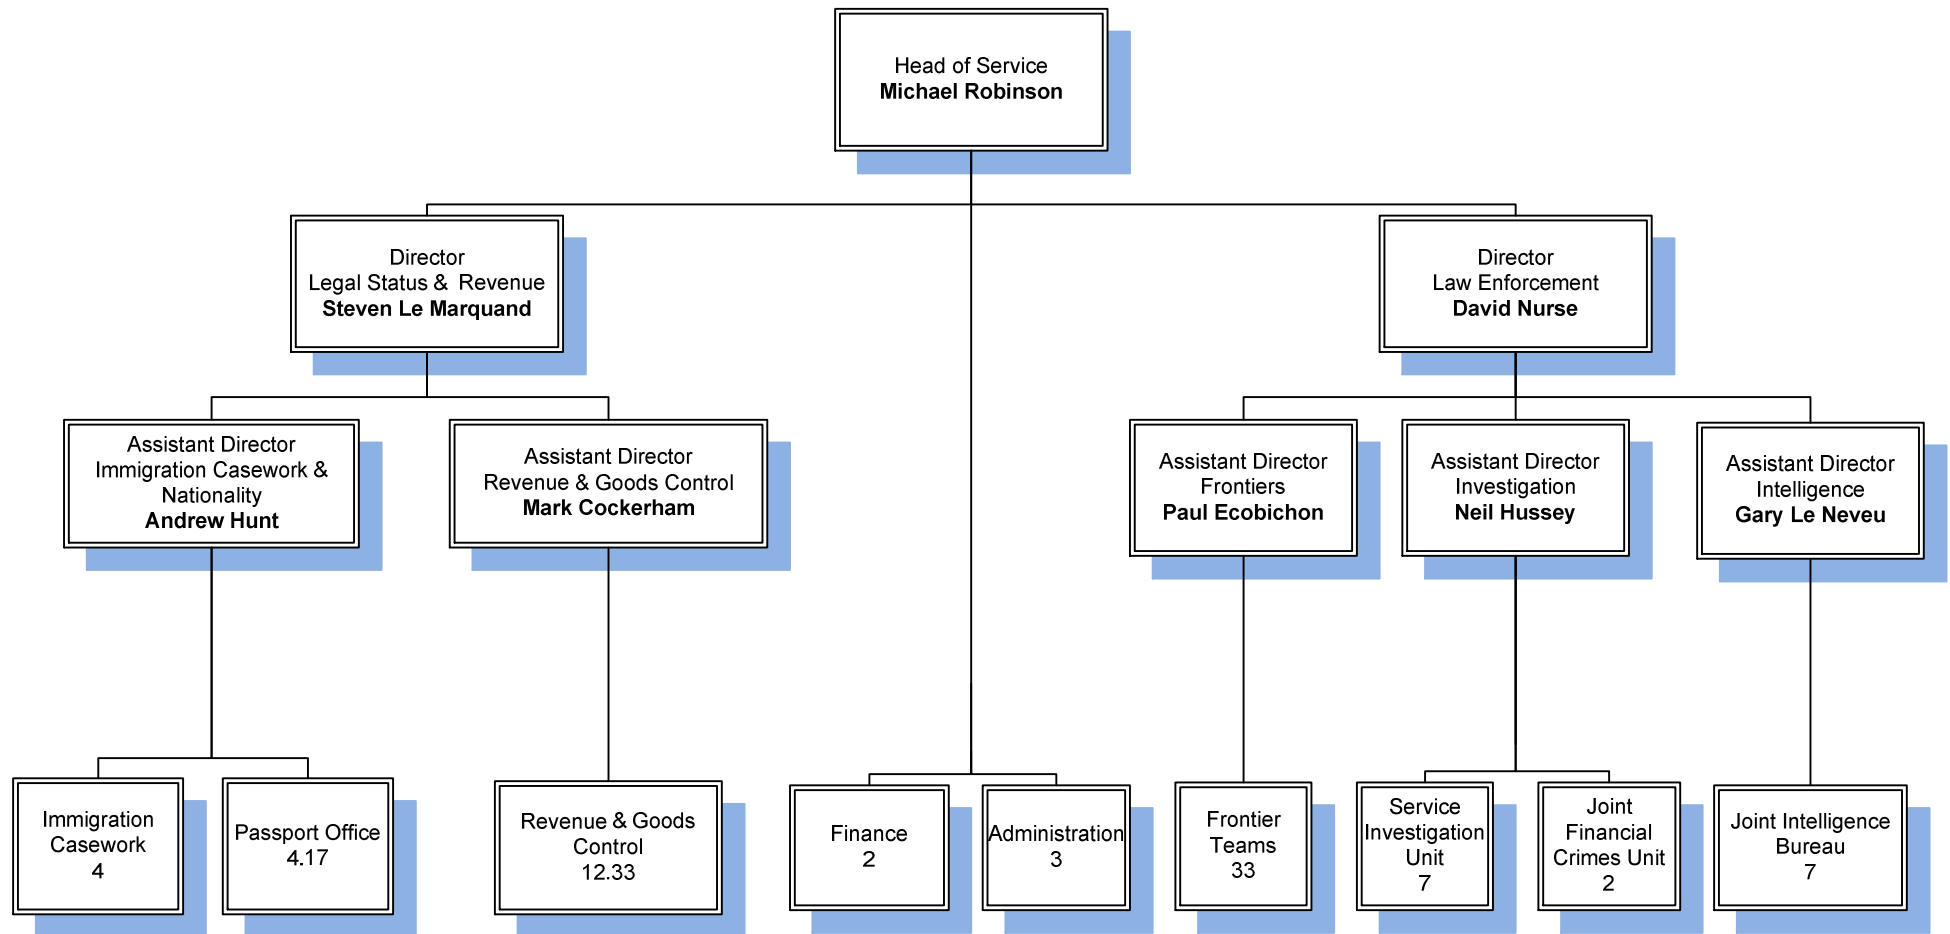 Head of Service
Michael Robinson
Director
Legal Status & Revenue
Steven Le Marquand
Director
Law Enforcement
David Nurse
Assistant Director
Immigration Casework &
Nationality
Andrew Hunt
Assistant Director
Revenue & Goods Control
Mark Cockerham
Assistant Director
Frontiers
Paul Ecobichon
Assistant Director
Investigation
Neil Hussey
Assistant Director
Intelligence
Gary Le Neveu
Immigration
Casework
4
Passport Office
4.17
Revenue & Goods
Control
12.33
Finance
2
Administration
3
Frontier
Teams
33
Service
Investigation
Unit
7
Joint
Financial
Crimes Unit
2
Joint Intelligence
Bureau
7